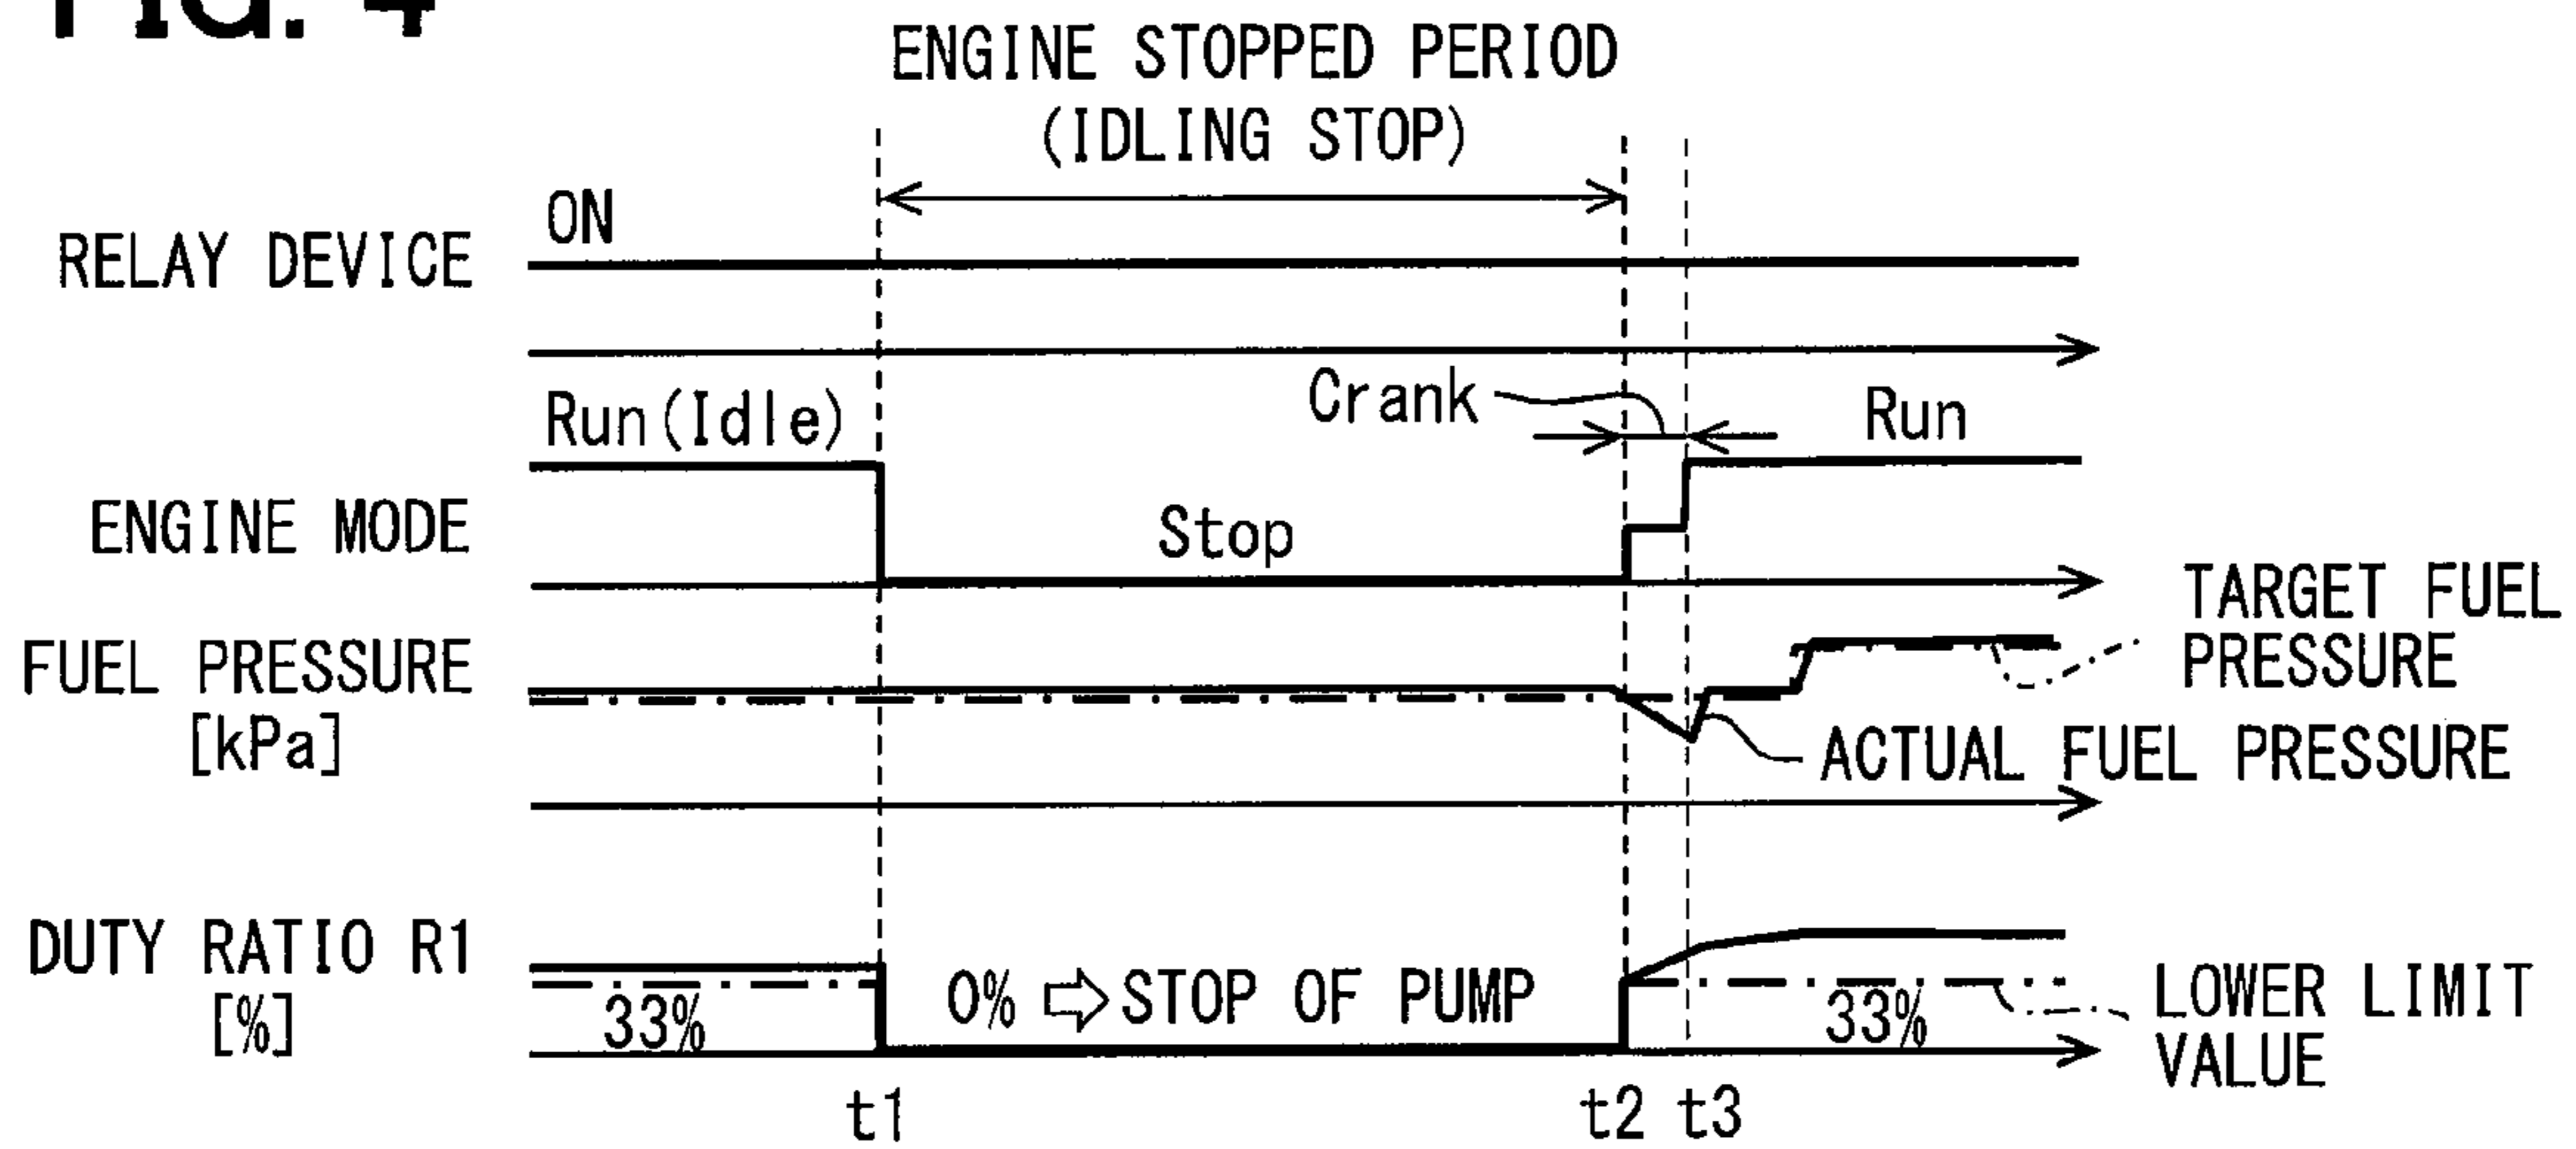 FIG. 4
ENGINE STOPPED PERIOD
(IDLING STOP)
ON
RELAY DEVICE
Run(Idle)
Crank
Run
ENGINE MODE
Stop
TARGET FUEL
PRESSURE
FUEL PRESSURE
[kPa]
ACTUAL FUEL PRESSURE
DUTY RATIO R1
[%]
33%
0% ⇨ STOP OF PUMP
33%
LOWER LIMIT
VALUE
t1
t2
t3